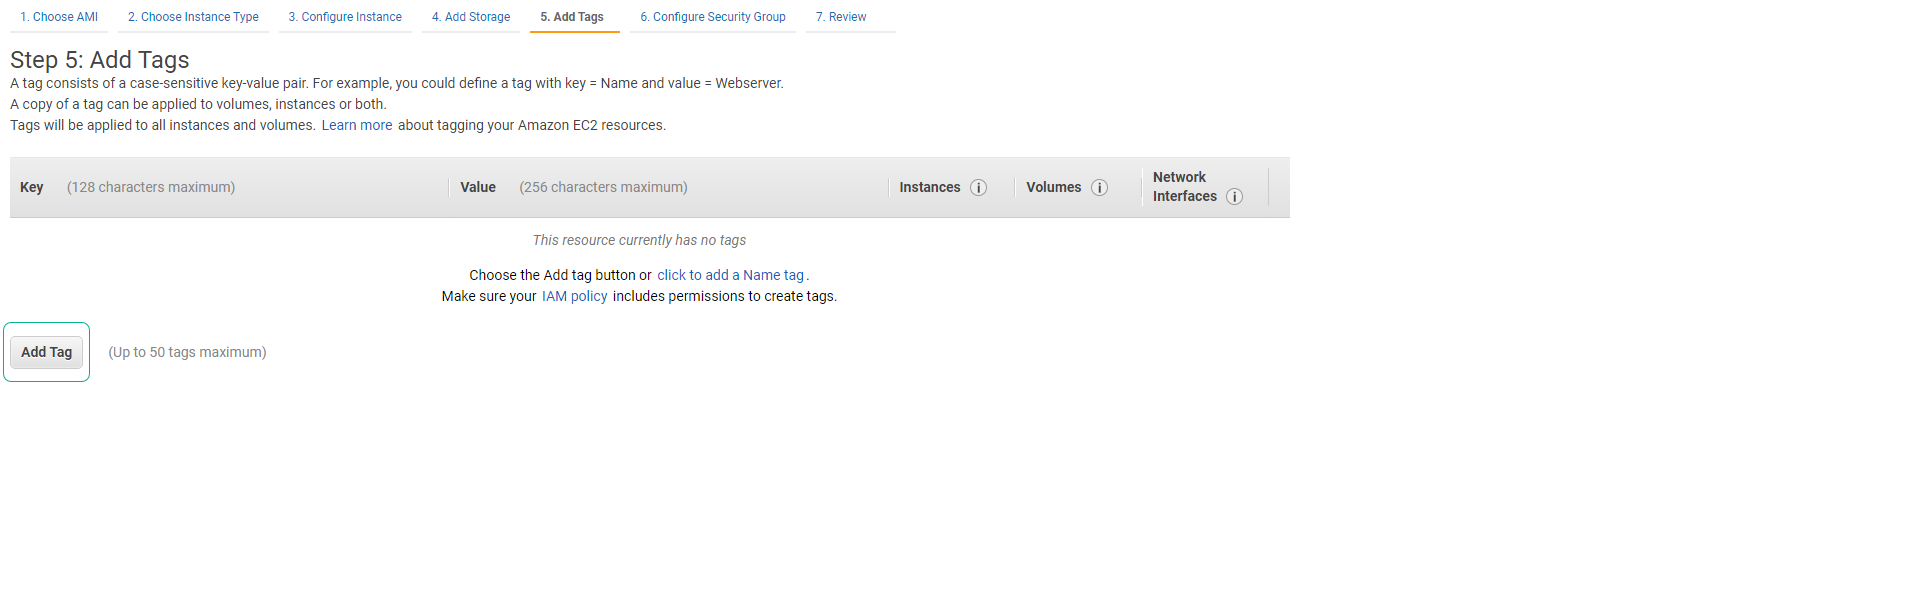 1. Choose AMI 2. Choose Instance Type 3. Configure Instance 4. Add Storage 5. Add Tags 6. Configure Security Group 7. Review
Step 5: Add Tags
A tag consists of a case-sensitive key-value pair. For example, you could define a tag with key = Name and value = Webserver.
A copy of a tag can be applied to volumes, instances or both.
Tags will be applied to all instances and volumes. Learn more about tagging your Amazon EC2 resources.
Key (128 characters maximum) Value (256 characters maximum) Instances i Volumes i Network
Interfaces i
This resource currently has no tags
Choose the Add tag button or click to add a Name tag.
Make sure your IAM policy includes permissions to create tags.
Add Tag (Up to 50 tags maximum)